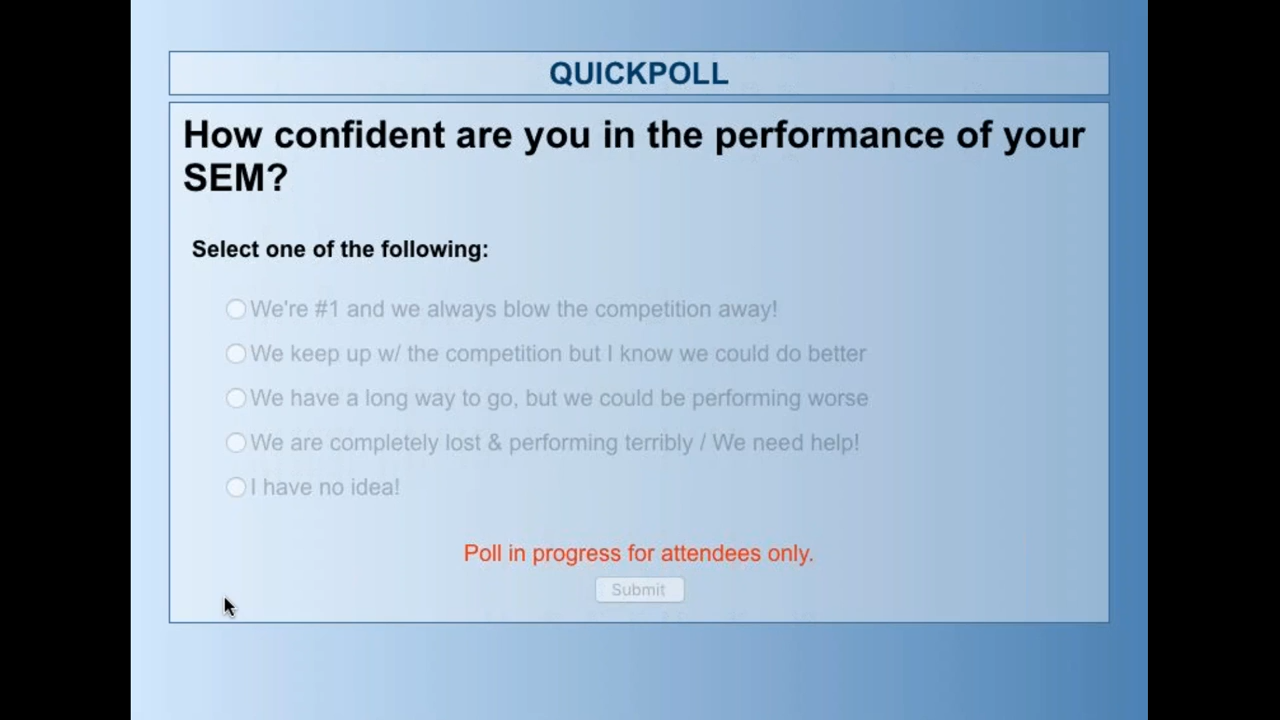 QUICKPOLL
How confident are you in the performance of your
SEM?
Select one of the following:
We're #1 and we always blow the competition away!
We keep up w/ the competition but I know we could do better
We have a long way to go, but we could be performing worse
We are completely lost & performing terribly / We need help!
I have no idea!
Poll in progress for attendees only.
Submit